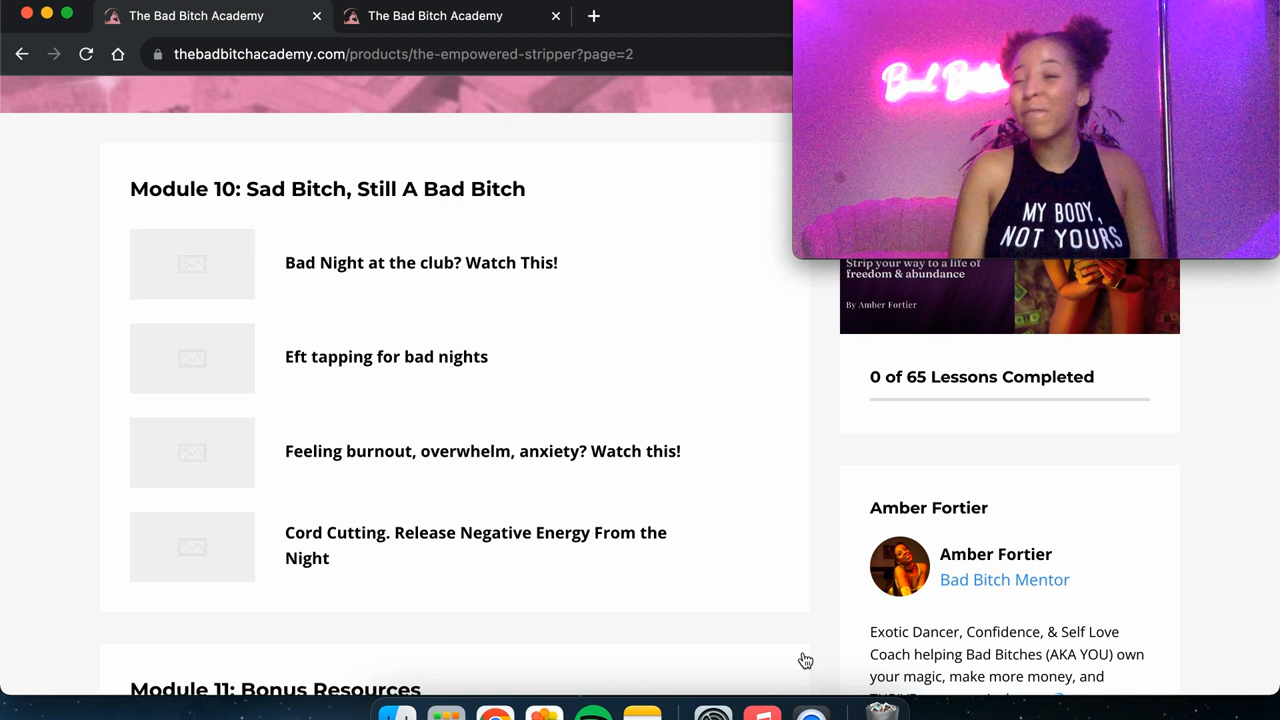 The Bad Bitch Academy
The Bad Bitch Academy
thebadbitchacademy.com/products/the-empowered-stripper?page=2
Bad
MY BODY,
NOT YOURS
Module 10: Sad Bitch, Still A Bad Bitch
Bad Night at the club? Watch This!
Eft tapping for bad nights
Feeling burnout, overwhelm, anxiety? Watch this!
Cord Cutting. Release Negative Energy From the
Night
Module 11: Bonus Resources
Strip your way to a life of
freedom & abundance
By Amber Fortier
0 of 65 Lessons Completed
Amber Fortier
Amber Fortier
Bad Bitch Mentor
Exotic Dancer, Confidence, & Self Love
Coach helping Bad Bitches (AKA YOU) own
your magic, make more money, and